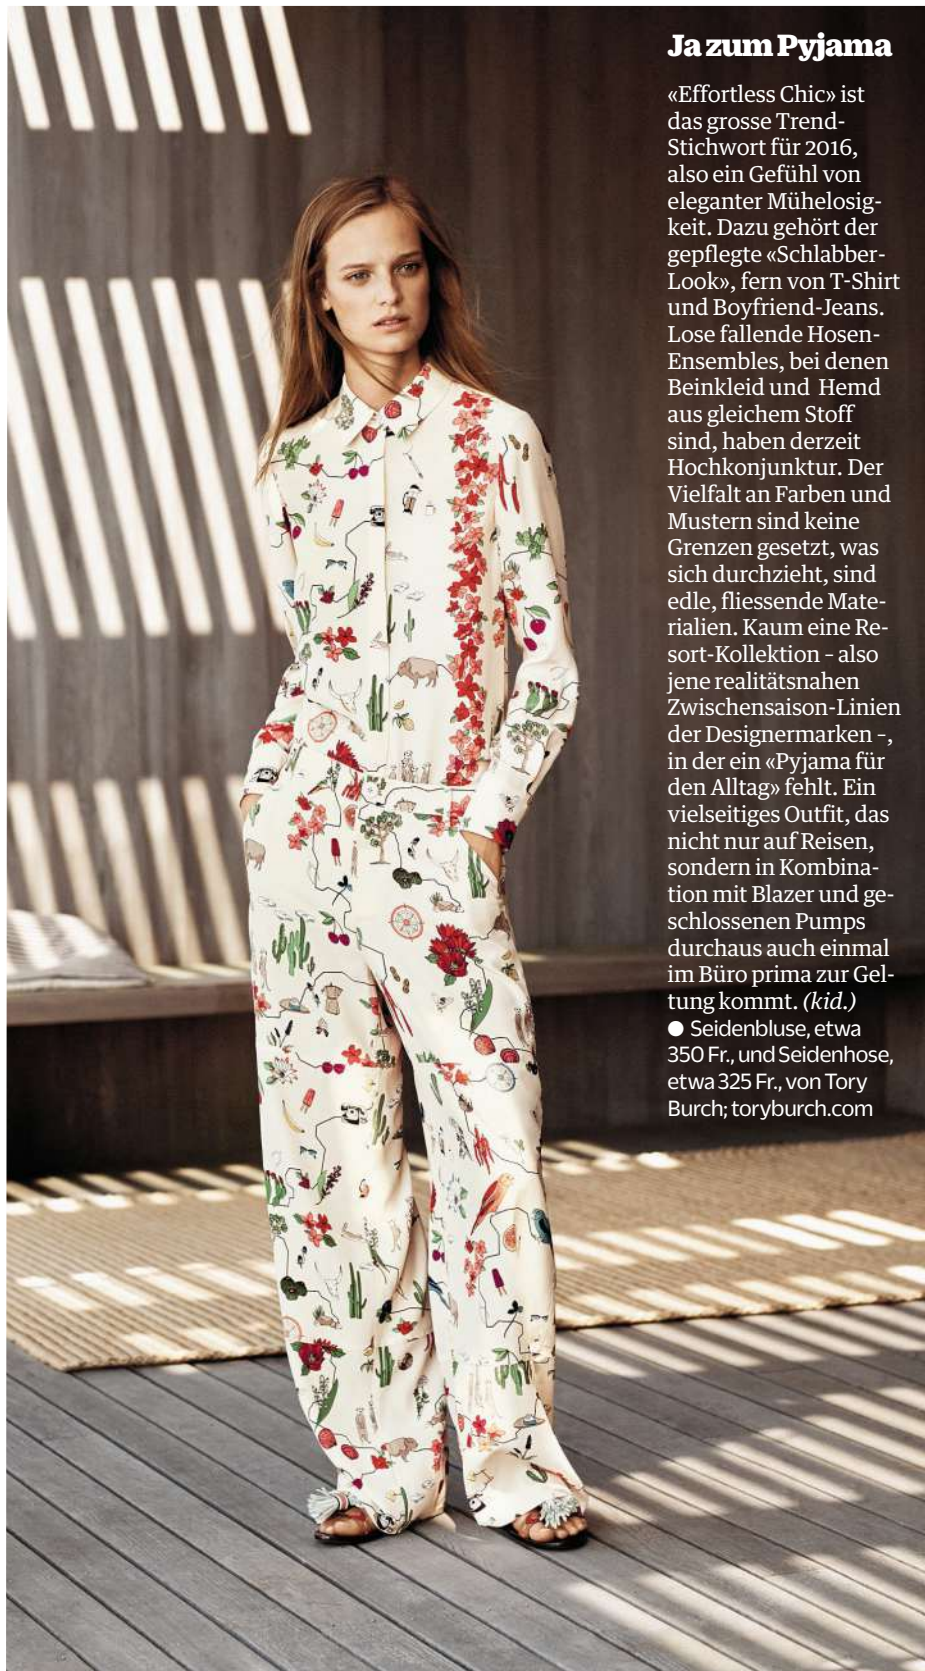 Ja zum Pyjama
«Effortless Chic» ist
das grosse Trend-
Stichwort für 2016,
also ein Gefühl von
eleganter Mühelosig-
keit. Dazu gehört der
gepflegte «Schlabber-
Look», fern von T-Shirt
und Boyfriend-Jeans.
Lose fallende Hosen-
Ensembles, bei denen
Beinkleid und Hemd
aus gleichem Stoff
sind, haben derzeit
Hochkonjunktur. Der
Vielfalt an Farben und
Mustern sind keine
Grenzen gesetzt, was
sich durchzieht, sind
edle, fliessende Mate-
rialien. Kaum eine Re-
sort-Kollektion – also
jene realitätsnahen
Zwischensaison-Linien
der Designermarken –,
in der ein «Pyjama für
den Alltag» fehlt. Ein
vielseitiges Outfit, das
nicht nur auf Reisen,
sondern in Kombina-
tion mit Blazer und ge-
schlossenen Pumps
durchaus auch einmal
im Büro prima zur Gel-
tung kommt. (kid.)
● Seidenbluse, etwa
350 Fr., und Seidenhose,
etwa 325 Fr., von Tory
Burch; toryburch.com